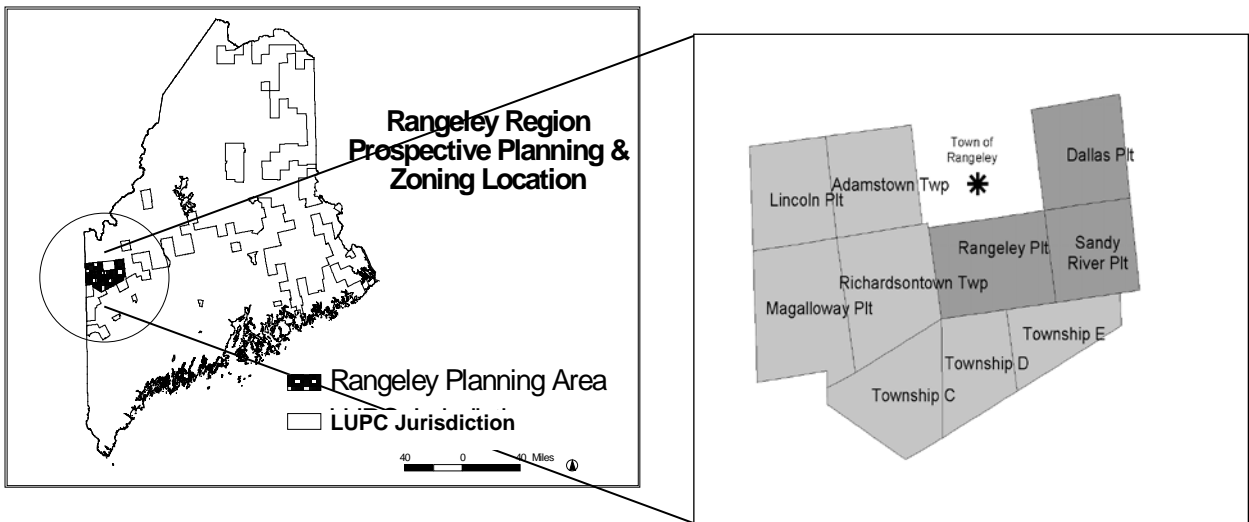 Rangeley Region
Prospective Planning &
Zoning Location
Rangeley Planning Area
LUPC Jurisdiction
40 0 40 Miles
Town of
Rangeley
Dallas Plt
Adamstown Twp
Lincoln Plt
Rangeley Plt
Sandy
River Plt
Richardsontown Twp
Magalloway Plt
Township E
Township D
Township C